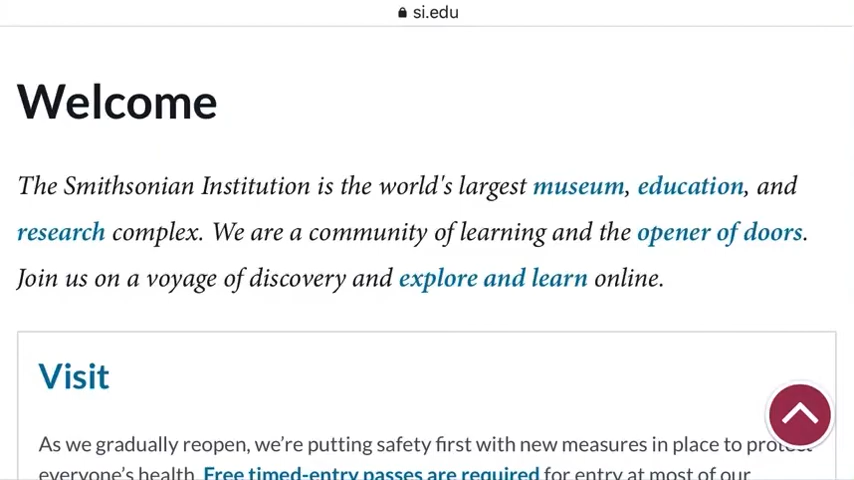 si.edu
Welcome
The Smithsonian Institution is the world's largest museum, education, and
research complex. We are a community of learning and the opener of doors.
Join us on a voyage of discovery and explore and learn online.
Visit
As we gradually reopen, we’re putting safety first with new measures in place to protect
everyone’s health. Free timed-entry passes are required for entry at most of our